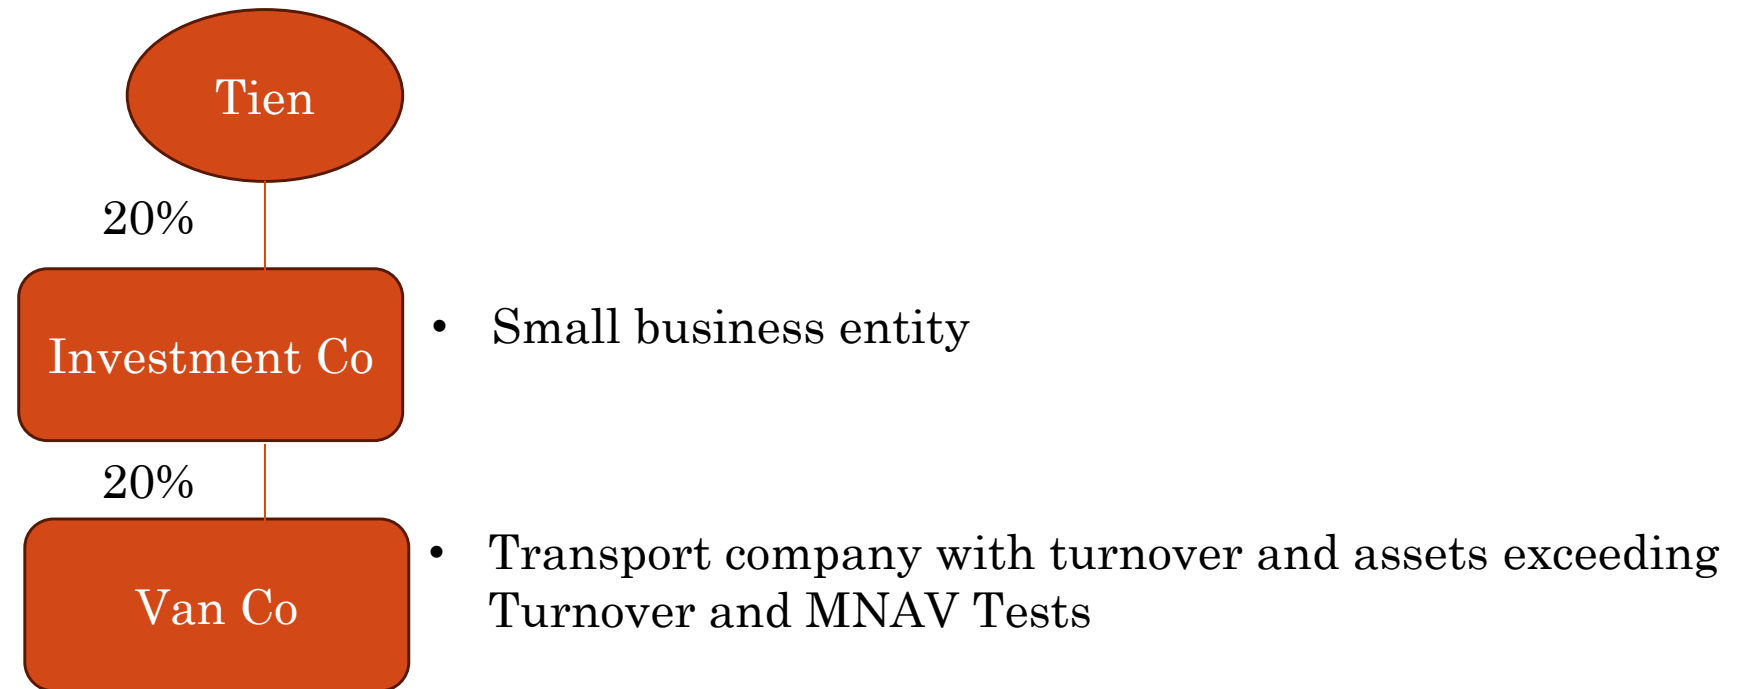 Tien
20%
Investment Co
• Small business entity
20%
Van Co
• Transport company with turnover and assets exceeding
Turnover and MNAV Tests